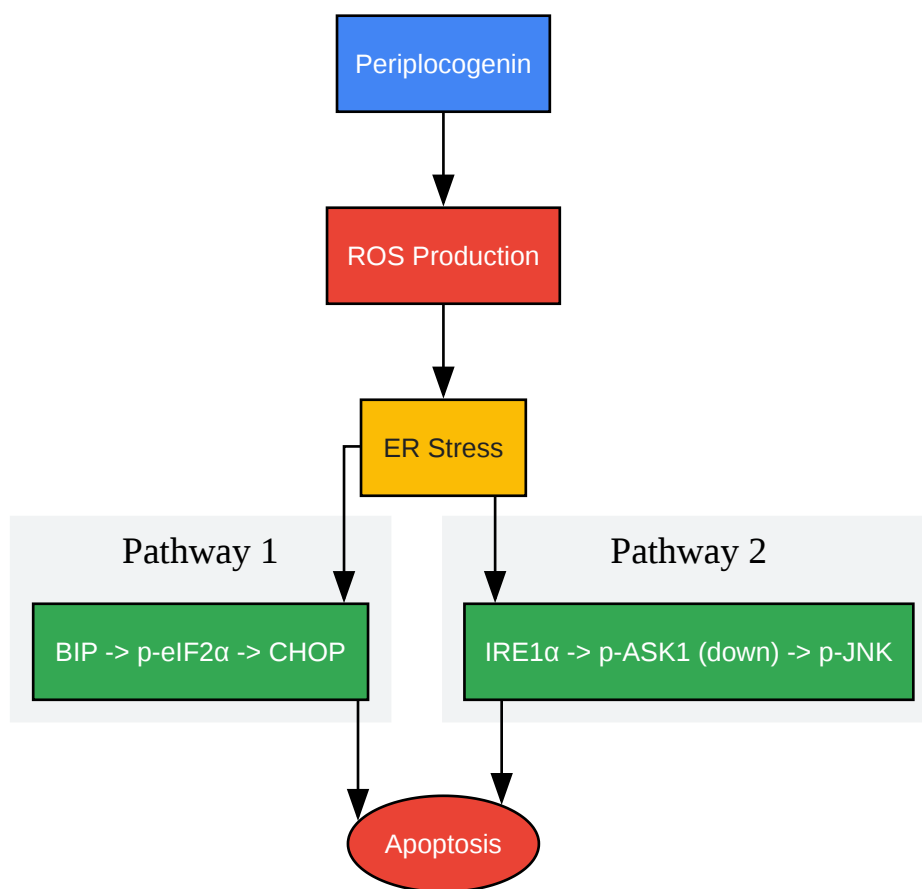 Periplocogenin
ROS Production
ER Stress
Pathway 1
Pathway 2
BIP -> p-eIF2α -> CHOP
IRE1α -> p-ASK1 (down) -> p-JNK
Apoptosis